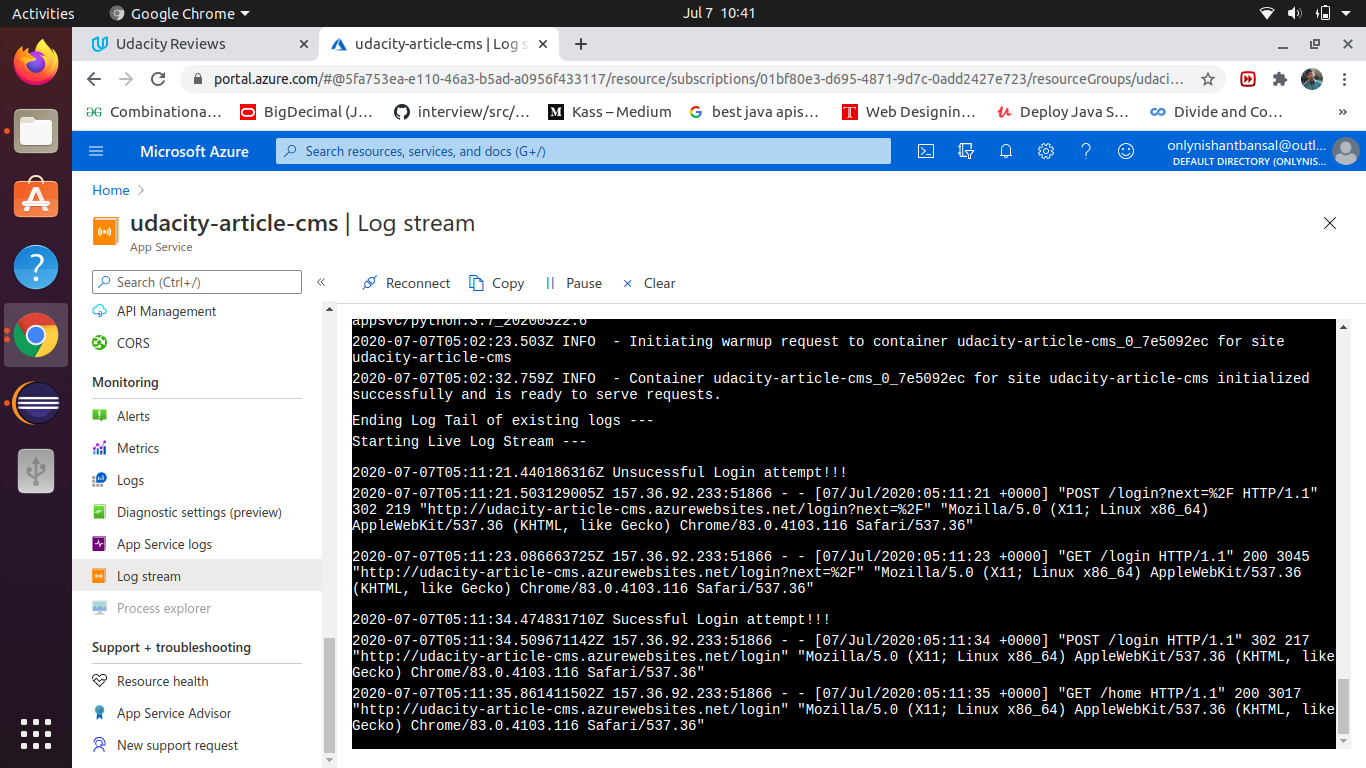 Activities
Google Chrome
Jul 7 10:41
Udacity Reviews
udacity-article-cms | Log s
portal.azure.com/#@5fa753ea-e110-46a3-b5ad-a0956f433117/resource/subscriptions/01bf80e3-d695-4871-9d7c-0add2427e723/resourceGroups/udaci...
Combinationa...
BigDecimal (J...
interview/src/...
Kass – Medium
best java apis...
Web Designin...
Deploy Java S...
Divide and Co...
»
Microsoft Azure
Search resources, services, and docs (G+/)
onlynishantbansal@outl...
DEFAULT DIRECTORY (ONLYNIS...
Home
udacity-article-cms | Log stream
App Service
Search (Ctrl+/)
«
Reconnect
Copy
Pause
Clear
API Management
CORS
Monitoring
Alerts
Metrics
Logs
Diagnostic settings (preview)
App Service logs
Log stream
Process explorer
Support + troubleshooting
Resource health
App Service Advisor
New support request
appsvc/python:3.7_20200522.6
2020-07-07T05:02:23.503Z INFO  - Initiating warmup request to container udacity-article-cms_0_7e5092ec for site
udacity-article-cms
2020-07-07T05:02:32.759Z INFO  - Container udacity-article-cms_0_7e5092ec for site udacity-article-cms initialized
successfully and is ready to serve requests.
Ending Log Tail of existing logs ---
Starting Live Log Stream ---
2020-07-07T05:11:21.440186316Z Unsucessful Login attempt!!!
2020-07-07T05:11:21.503129005Z 157.36.92.233:51866 - - [07/Jul/2020:05:11:21 +0000] "POST /login?next=%2F HTTP/1.1"
302 219 "http://udacity-article-cms.azurewebsites.net/login?next=%2F" "Mozilla/5.0 (X11; Linux x86_64)
AppleWebKit/537.36 (KHTML, like Gecko) Chrome/83.0.4103.116 Safari/537.36"
2020-07-07T05:11:23.086663725Z 157.36.92.233:51866 - - [07/Jul/2020:05:11:23 +0000] "GET /login HTTP/1.1" 200 3045
"http://udacity-article-cms.azurewebsites.net/login?next=%2F" "Mozilla/5.0 (X11; Linux x86_64) AppleWebKit/537.36
(KHTML, like Gecko) Chrome/83.0.4103.116 Safari/537.36"
2020-07-07T05:11:34.474831710Z Sucessful Login attempt!!!
2020-07-07T05:11:34.509671142Z 157.36.92.233:51866 - - [07/Jul/2020:05:11:34 +0000] "POST /login HTTP/1.1" 302 217
"http://udacity-article-cms.azurewebsites.net/login" "Mozilla/5.0 (X11; Linux x86_64) AppleWebKit/537.36 (KHTML, like
Gecko) Chrome/83.0.4103.116 Safari/537.36"
2020-07-07T05:11:35.861411502Z 157.36.92.233:51866 - - [07/Jul/2020:05:11:35 +0000] "GET /home HTTP/1.1" 200 3017
"http://udacity-article-cms.azurewebsites.net/login" "Mozilla/5.0 (X11; Linux x86_64) AppleWebKit/537.36 (KHTML, like
Gecko) Chrome/83.0.4103.116 Safari/537.36"